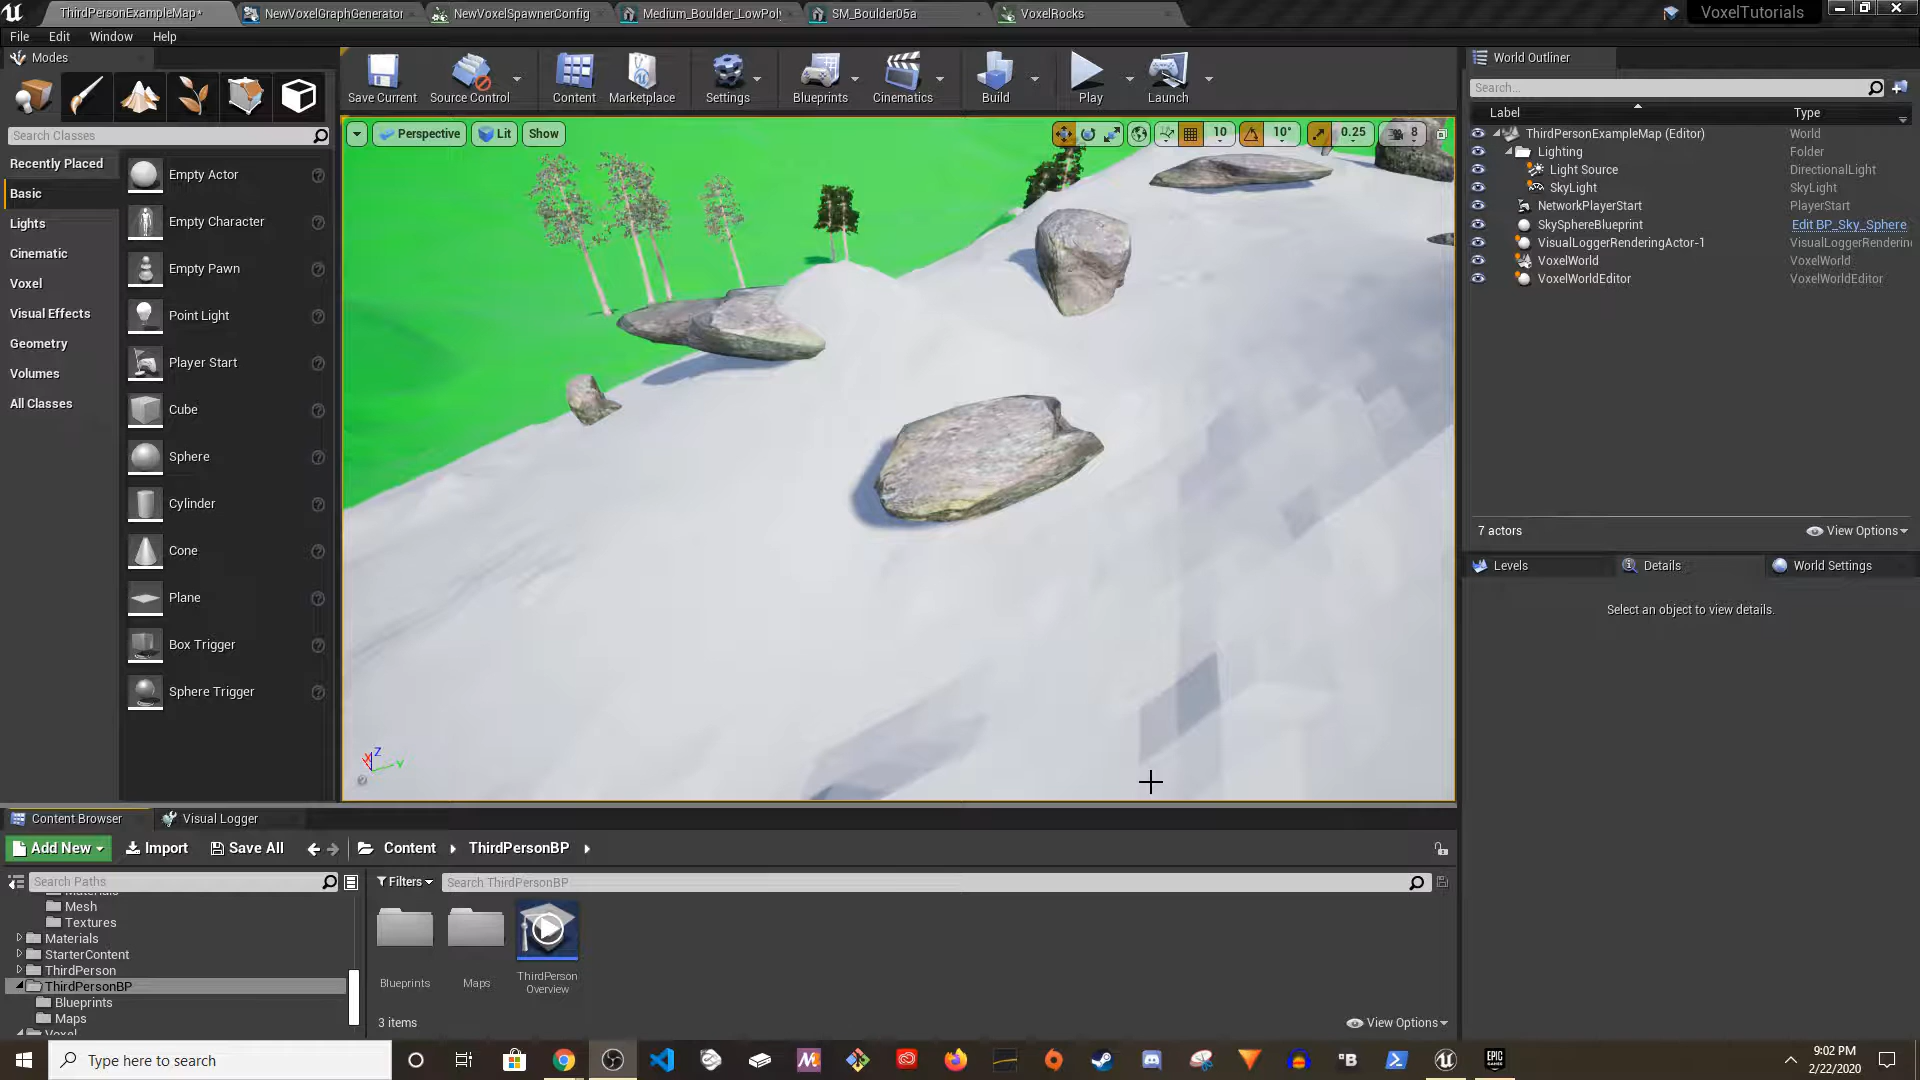 ThirdPersonExampleMap*
NewVoxelGraphGenerator
NewVoxelSpawnerConfig
Medium_Boulder_LowPoly
SM_Boulder05a
VoxelRocks
VoxelTutorials
File
Edit
Window
Help
Modes
Search Classes
Recently Placed
Basic
Lights
Cinematic
Voxel
Visual Effects
Geometry
Volumes
All Classes
Empty Actor
Empty Character
Empty Pawn
Point Light
Player Start
Cube
Sphere
Cylinder
Cone
Plane
Box Trigger
Sphere Trigger
Save Current
Source Control
Content
Marketplace
Settings
Blueprints
Cinematics
Build
Play
Launch
Perspective
Lit
Show
10
10°
0.25
8
X
Z
Y
World Outliner
Search...
Label Type
ThirdPersonExampleMap (Editor) World
Lighting Folder
Light Source DirectionalLight
SkyLight SkyLight
NetworkPlayerStart PlayerStart
SkySphereBlueprint Edit BP_Sky_Sphere
VisualLoggerRenderingActor-1 VisualLoggerRendering
VoxelWorld VoxelWorld
VoxelWorldEditor VoxelWorldEditor
7 actors
View Options
Levels
Details
World Settings
Select an object to view details.
Content Browser
Visual Logger
Add New
Import
Save All
Content
ThirdPersonBP
Search Paths
Filters
Search ThirdPersonBP
Materials
Mesh
Textures
Materials
StarterContent
ThirdPerson
ThirdPersonBP
Blueprints
Maps
Voxel
Blueprints
Maps
ThirdPerson
Overview
3 items
View Options
Type here to search
B
EPIC
9:02 PM
2/22/2020